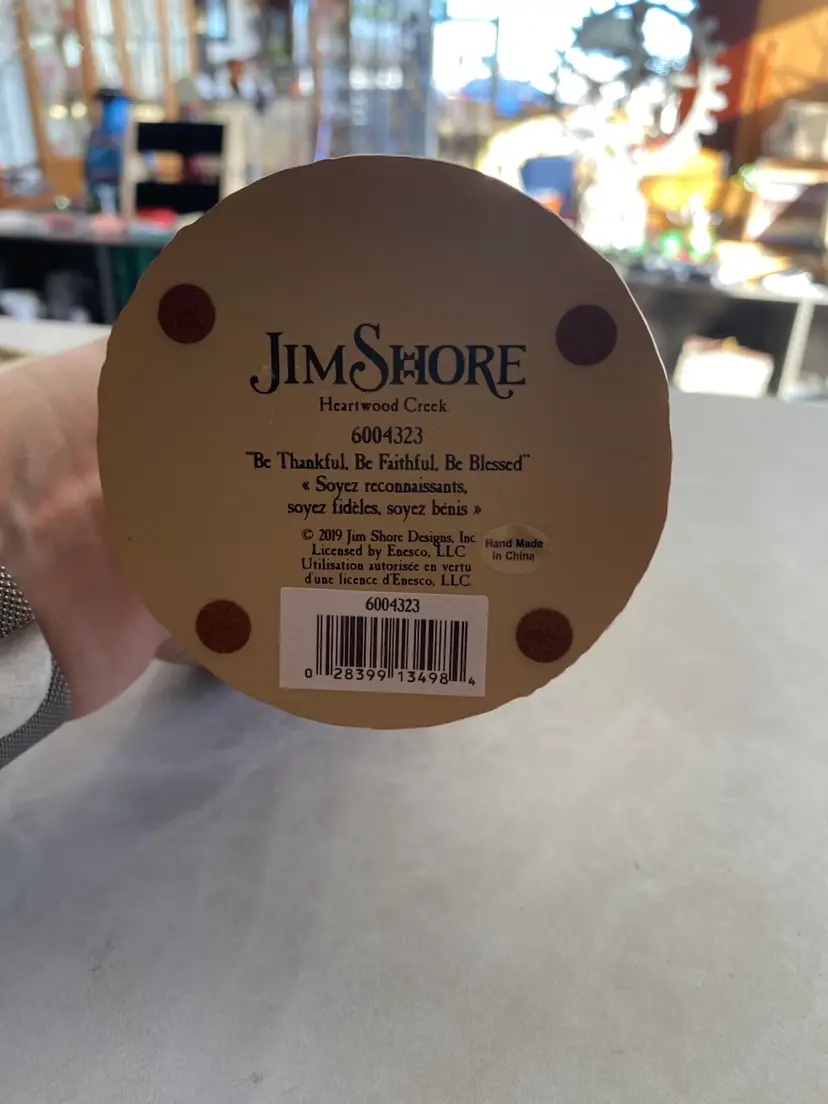 JIM SHORE
Heartwood Creek
6004323
"Be Thankful, Be Faithful, Be Blessed"
« Soyez reconnaissants,
soyez fidèles, soyez bénis »
© 2019 Jim Shore Designs, Inc
Licensed by Enesco, LLC
Utilisation autorisée en vertu
d'une licence d'Enesco, LLC.
Hand Made
in China
6004323
0 28399 13498 4